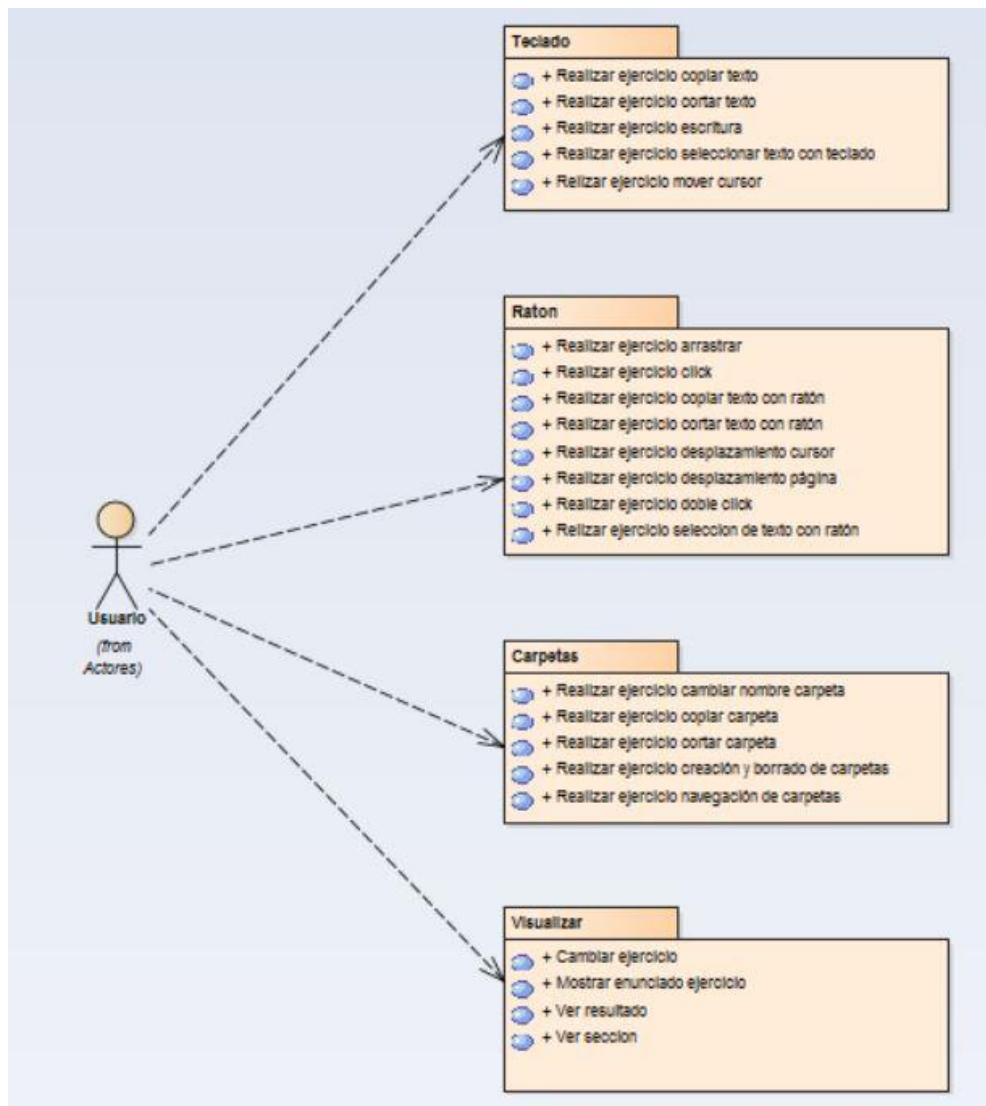 Teclado
+ Realizar ejercicio copiar texto
+ Realizar ejercicio cortar texto
+ Realizar ejercicio escritura
+ Realizar ejercicio seleccionar texto con teclado
+ Relizar ejercicio mover cursor
Raton
+ Realizar ejercicio arrastrar
+ Realizar ejercicio click
+ Realizar ejercicio copiar texto con ratón
+ Realizar ejercicio cortar texto con ratón
+ Realizar ejercicio desplazamiento cursor
+ Realizar ejercicio desplazamiento página
+ Realizar ejercicio doble click
+ Relizar ejercicio seleccion de texto con ratón
Usuario
(from
Actores)
Carpetas
+ Realizar ejercicio cambiar nombre carpeta
+ Realizar ejercicio copiar carpeta
+ Realizar ejercicio cortar carpeta
+ Realizar ejercicio creación y borrado de carpetas
+ Realizar ejercicio navegación de carpetas
Visualizar
+ Cambiar ejercicio
+ Mostrar enunciado ejercicio
+ Ver resultado
+ Ver seccion